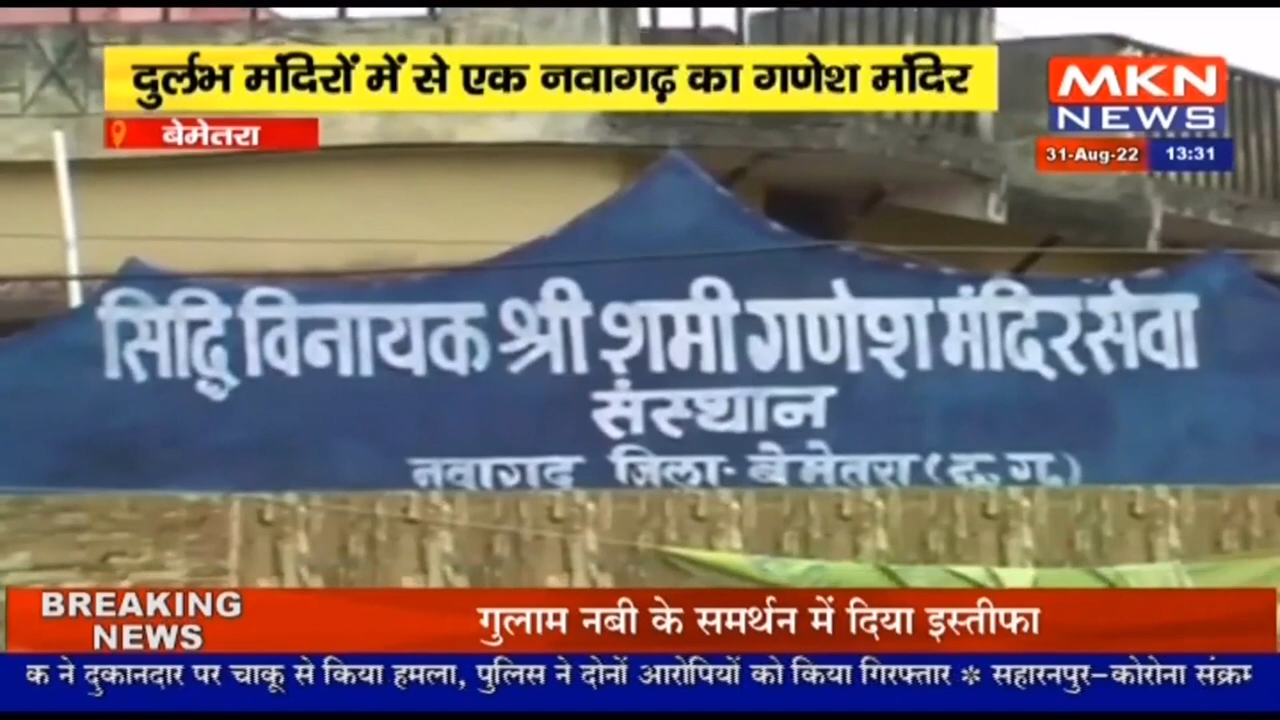 दुर्लभ मंदिरों में से एक नवागढ़ का गणेश मंदिर
बेमेतरा
MKN
NEWS
31-Aug-22 13:31
सिद्धि विनायक श्री शमी गणेश मंदिर सेवा
संस्थान
नवागढ़ जिला- बेमेतरा (छ.ग.)
BREAKING
NEWS
गुलाम नबी के समर्थन में दिया इस्तीफा
क ने दुकानदार पर चाकू से किया हमला, पुलिस ने दोनों आरोपियों को किया गिरफ्तार * सहारनपुर-कोरोना संक्रम